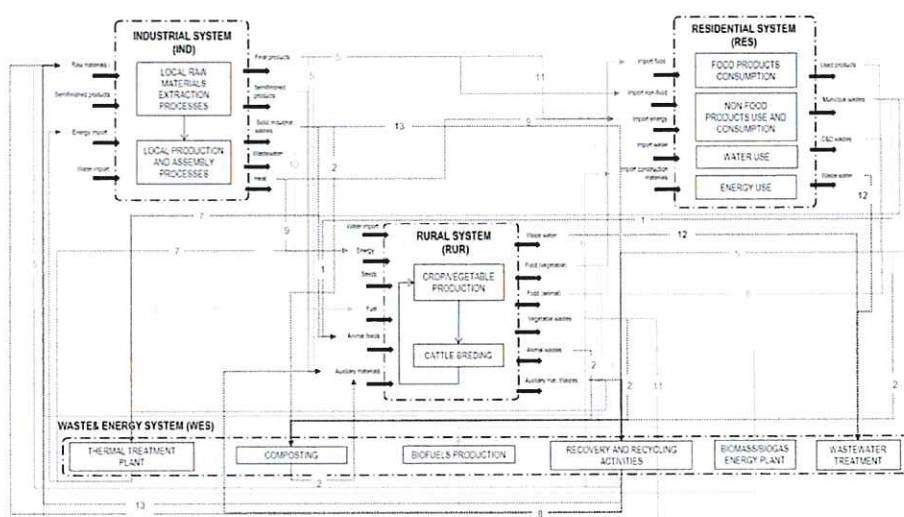 INDUSTRIAL SYSTEM
(IND)
Raw materials
Semifinished products
Energy import
Water import
LOCAL RAW
MATERIALS
EXTRACTION
PROCESSES
LOCAL PRODUCTION
AND ASSEMBLY
PROCESSES
Final products
Semifinished
products
Solid industrial
wastes
Wastewater
Heat
RESIDENTIAL SYSTEM
(RES)
Import food
Import non-food
Import energy
Import water
Import construction
materials
FOOD PRODUCTS
CONSUMPTION
NON-FOOD
PRODUCTS USE AND
CONSUMPTION
WATER USE
ENERGY USE
Used products
Municipal wastes
C&D wastes
Waste water
5
5
11
13
6
2
10
7
9
7
1
1
12
12
5
RURAL SYSTEM
(RUR)
Water import
Energy
Seeds
Fuel
Animal feeds
Auxiliary materials
CROP/VEGETABLE
PRODUCTION
CATTLE BREDING
Waste water
Food (vegetable)
Food (animal)
Vegetable wastes
Animal wastes
Auxiliary mat. Wastes
2
2
11
2
WASTE& ENERGY SYSTEM (WES)
THERMAL TREATMENT
PLANT
COMPOSTING
BIOFUELS PRODUCTION
RECOVERY AND RECYCLING
ACTIVITIES
BIOMASS/BIOGAS
ENERGY PLANT
WASTEWATER
TREATMENT
2
13
8